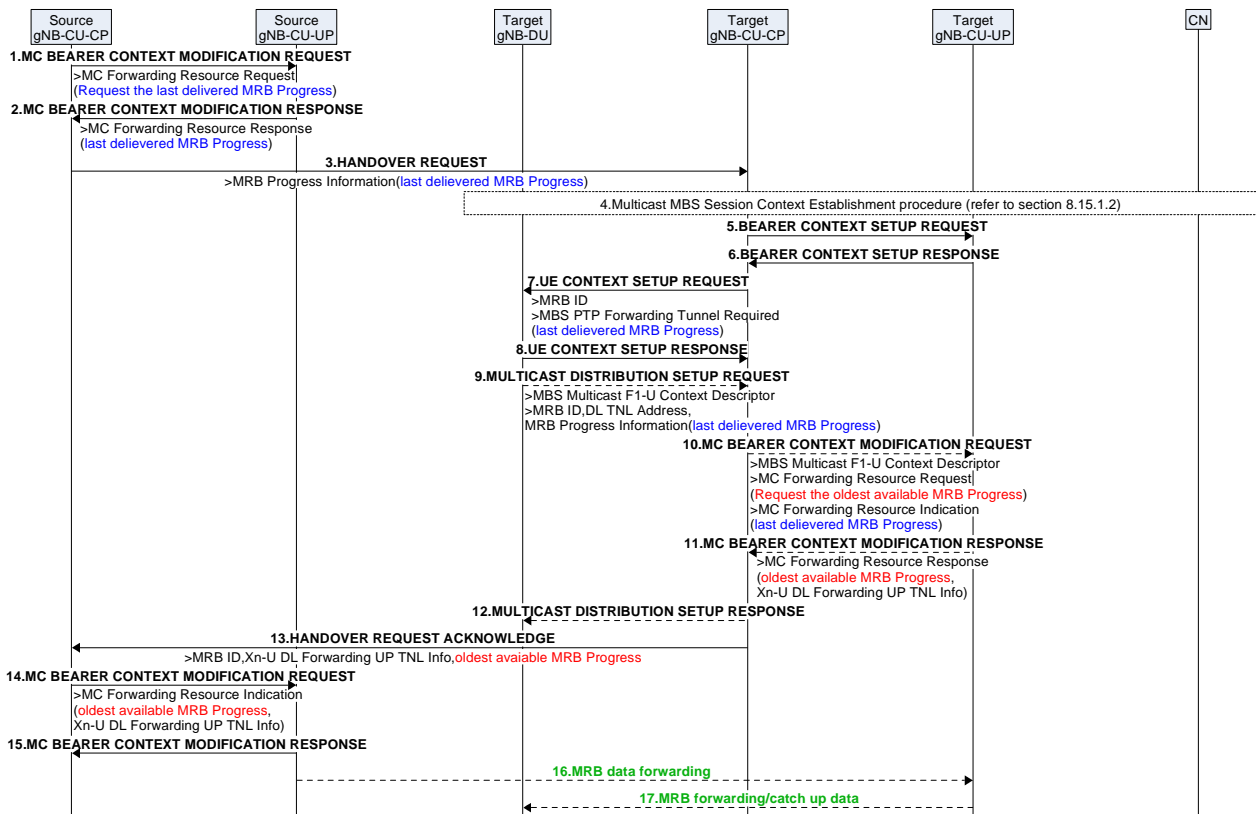 Source
gNB-CU-CP
Source
gNB-CU-UP
Target
gNB-DU
Target
gNB-CU-CP
Target
gNB-CU-UP
CN
1.MC BEARER CONTEXT MODIFICATION REQUEST
>MC Forwarding Resource Request
(Request the last delivered MRB Progress)
2.MC BEARER CONTEXT MODIFICATION RESPONSE
>MC Forwarding Resource Response
(last delievered MRB Progress)
3.HANDOVER REQUEST
>MRB Progress Information(last delievered MRB Progress)
4.Multicast MBS Session Context Establishment procedure (refer to section 8.15.1.2)
5.BEARER CONTEXT SETUP REQUEST
6.BEARER CONTEXT SETUP RESPONSE
7.UE CONTEXT SETUP REQUEST
>MRB ID
>MBS PTP Forwarding Tunnel Required
(last delievered MRB Progress)
8.UE CONTEXT SETUP RESPONSE
9.MULTICAST DISTRIBUTION SETUP REQUEST
>MBS Multicast F1-U Context Descriptor
>MRB ID,DL TNL Address,
MRB Progress Information(last delievered MRB Progress)
10.MC BEARER CONTEXT MODIFICATION REQUEST
>MBS Multicast F1-U Context Descriptor
>MC Forwarding Resource Request
(Request the oldest available MRB Progress)
>MC Forwarding Resource Indication
(last delievered MRB Progress)
11.MC BEARER CONTEXT MODIFICATION RESPONSE
>MC Forwarding Resource Response
(oldest available MRB Progress,
Xn-U DL Forwarding UP TNL Info)
12.MULTICAST DISTRIBUTION SETUP RESPONSE
13.HANDOVER REQUEST ACKNOWLEDGE
>MRB ID,Xn-U DL Forwarding UP TNL Info,oldest avaiable MRB Progress
14.MC BEARER CONTEXT MODIFICATION REQUEST
>MC Forwarding Resource Indication
(oldest available MRB Progress,
Xn-U DL Forwarding UP TNL Info)
15.MC BEARER CONTEXT MODIFICATION RESPONSE
16.MRB data forwarding
17.MRB forwarding/catch up data